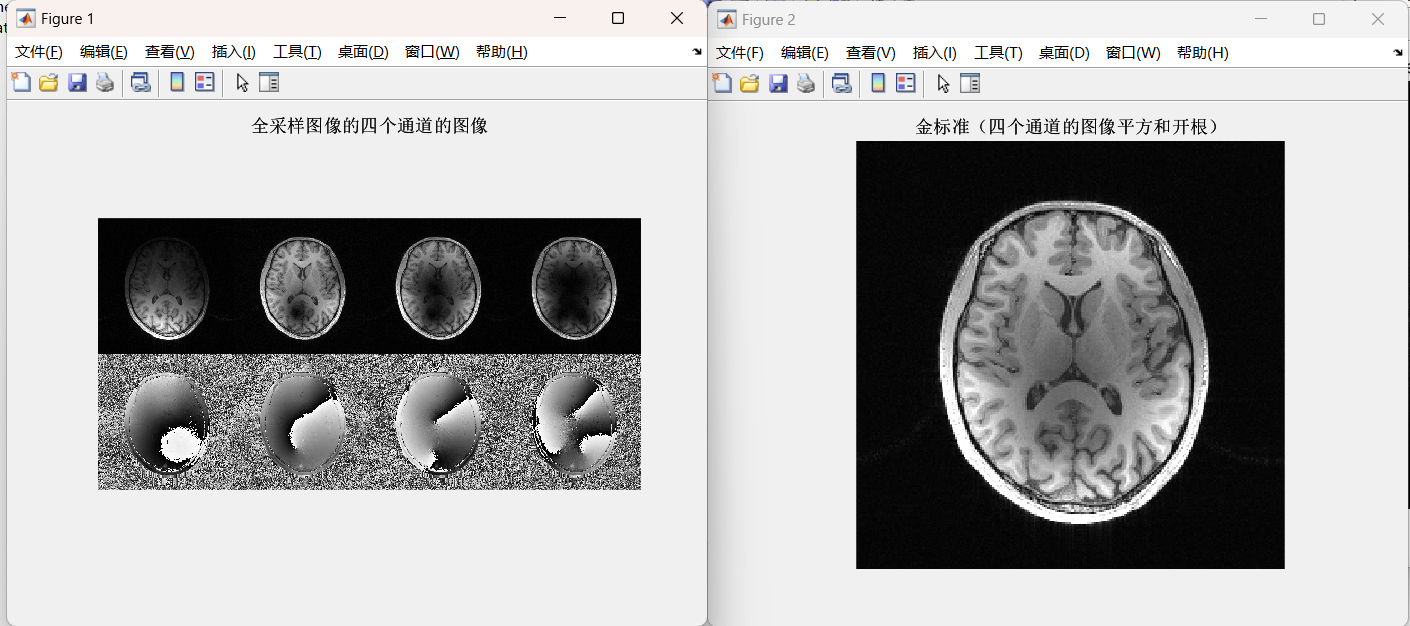 Figure 1
文件(F) 编辑(E) 查看(V) 插入(I) 工具(T) 桌面(D) 窗口(W) 帮助(H)
全采样图像的四个通道的图像
Figure 2
文件(F) 编辑(E) 查看(V) 插入(I) 工具(T) 桌面(D) 窗口(W) 帮助(H)
金标准（四个通道的图像平方和开根）